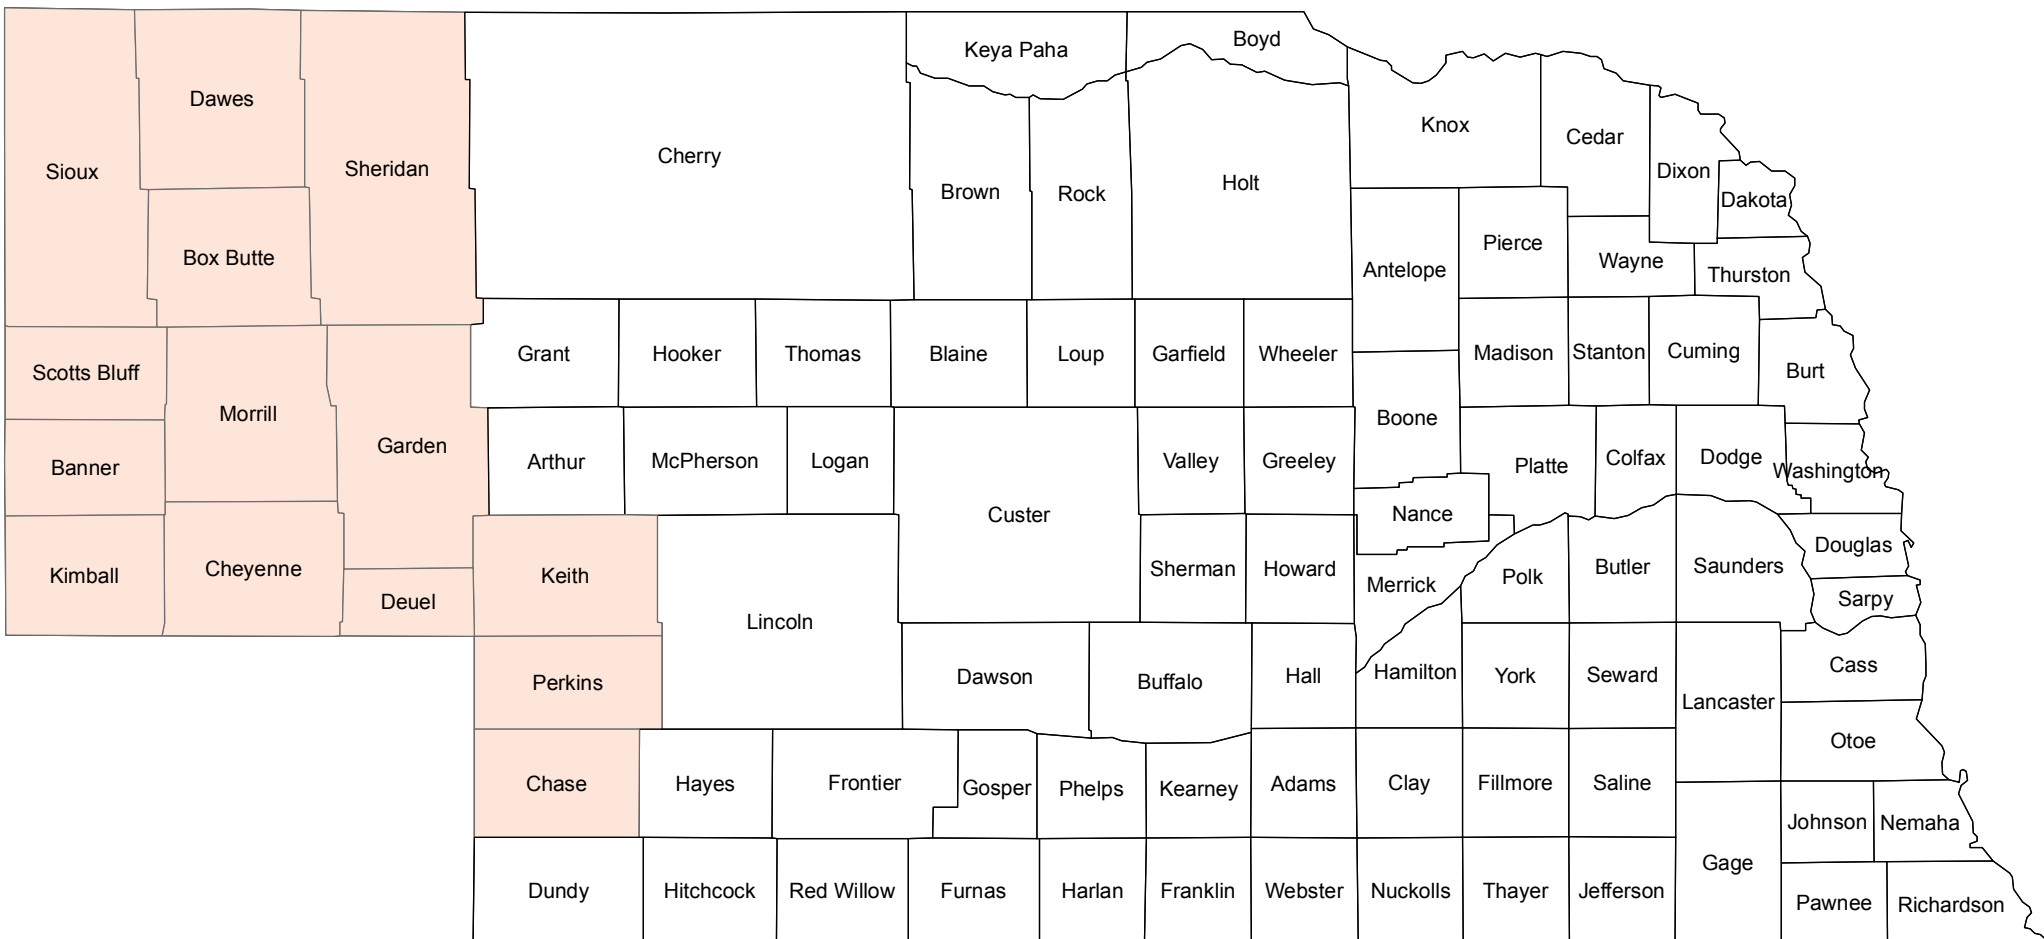 Keya Paha
Boyd
Dawes
Sioux
Sheridan
Cherry
Knox
Cedar
Dixon
Dakota
Brown
Rock
Holt
Box Butte
Pierce
Antelope
Wayne
Thurston
Grant
Hooker
Thomas
Blaine
Loup
Garfield
Wheeler
Madison
Stanton
Cuming
Burt
Scotts Bluff
Morrill
Garden
Boone
Banner
Arthur
McPherson
Logan
Valley
Greeley
Platte
Colfax
Dodge
Washington
Custer
Nance
Douglas
Kimball
Cheyenne
Keith
Sherman
Howard
Merrick
Polk
Butler
Saunders
Deuel
Sarpy
Lincoln
Perkins
Dawson
Buffalo
Hall
Hamilton
York
Seward
Cass
Lancaster
Otoe
Chase
Hayes
Frontier
Gosper
Phelps
Kearney
Adams
Clay
Fillmore
Saline
Johnson
Nemaha
Gage
Dundy
Hitchcock
Red Willow
Furnas
Harlan
Franklin
Webster
Nuckolls
Thayer
Jefferson
Pawnee
Richardson